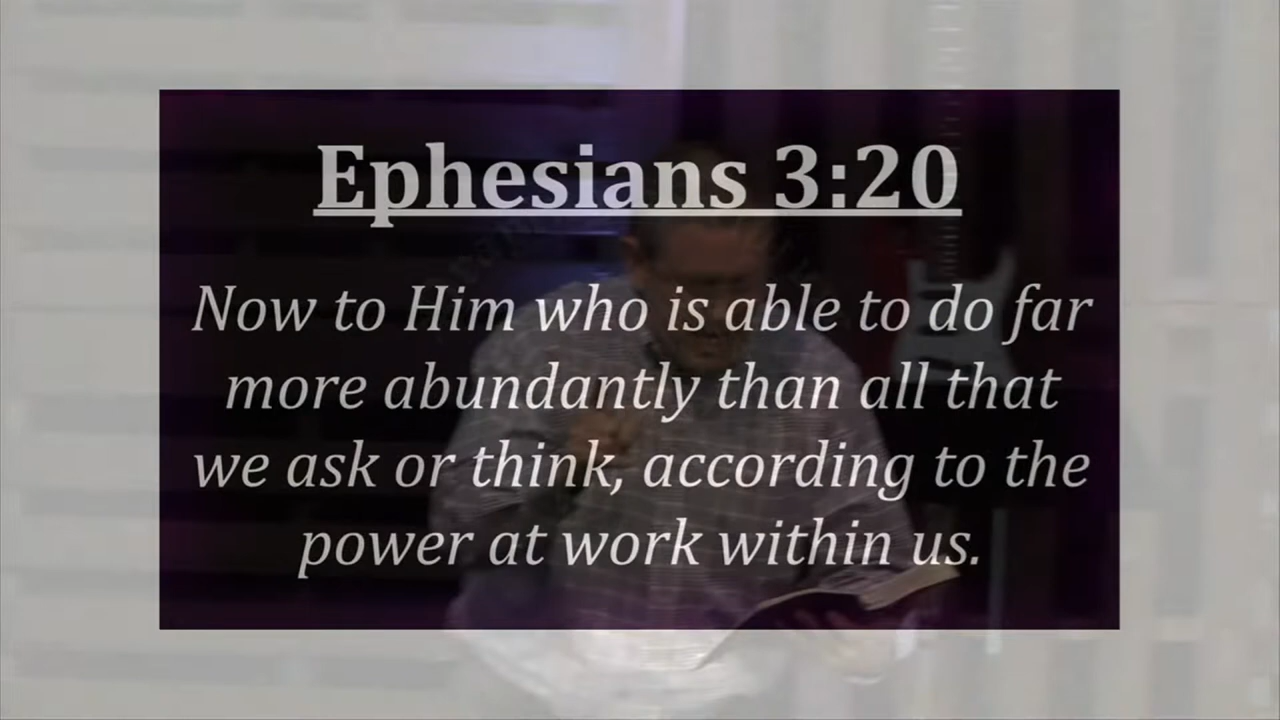 Ephesians 3:20
Now to Him who is able to do far
more abundantly than all that
we ask or think, according to the
power at work within us.